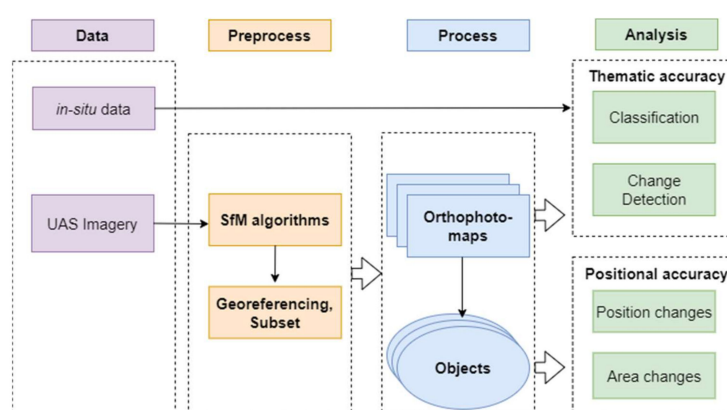 Data
Preprocess
Process
Analysis
in-situ data
UAS Imagery
SfM algorithms
Georeferencing,
Subset
Orthophoto-
maps
Objects
Thematic accuracy
Classification
Change
Detection
Positional accuracy
Position changes
Area changes